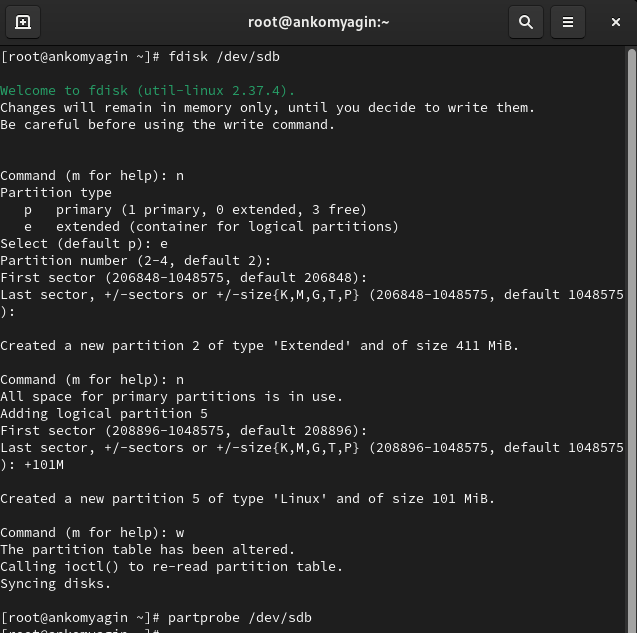 root@ankomyagin:~
[root@ankomyagin ~]# fdisk /dev/sdb
Welcome to fdisk (util-linux 2.37.4).
Changes will remain in memory only, until you decide to write them.
Be careful before using the write command.
Command (m for help): n
Partition type
   p   primary (1 primary, 0 extended, 3 free)
   e   extended (container for logical partitions)
Select (default p): e
Partition number (2-4, default 2):
First sector (206848-1048575, default 206848):
Last sector, +/-sectors or +/-size{K,M,G,T,P} (206848-1048575, default 1048575
):
Created a new partition 2 of type 'Extended' and of size 411 MiB.
Command (m for help): n
All space for primary partitions is in use.
Adding logical partition 5
First sector (208896-1048575, default 208896):
Last sector, +/-sectors or +/-size{K,M,G,T,P} (208896-1048575, default 1048575
): +101M
Created a new partition 5 of type 'Linux' and of size 101 MiB.
Command (m for help): w
The partition table has been altered.
Calling ioctl() to re-read partition table.
Syncing disks.
[root@ankomyagin ~]# partprobe /dev/sdb
[root@ankomyagin ~]#